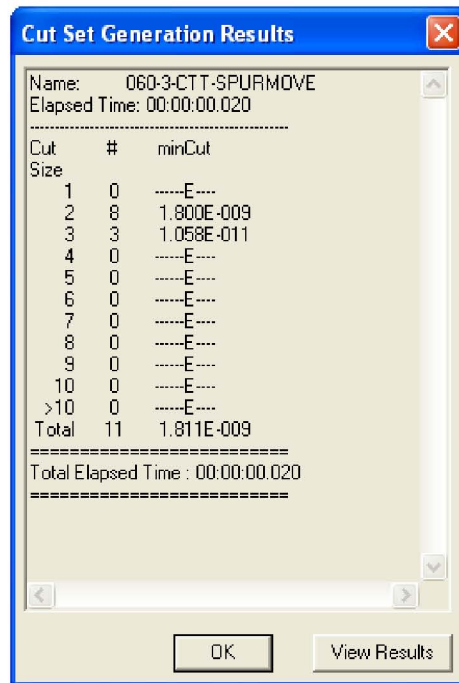 Cut Set Generation Results
Name: 060-3-CTT-SPURMOVE
Elapsed Time: 00:00:00.020
--------------------------------------------------
Cut # minCut
Size
1 0 ------E----
2 8 1.800E-009
3 3 1.058E-011
4 0 ------E----
5 0 ------E----
6 0 ------E----
7 0 ------E----
8 0 ------E----
9 0 ------E----
10 0 ------E----
>10 0 ------E----
Total 11 1.811E-009
==========================
Total Elapsed Time : 00:00:00.020
==========================
OK View Results